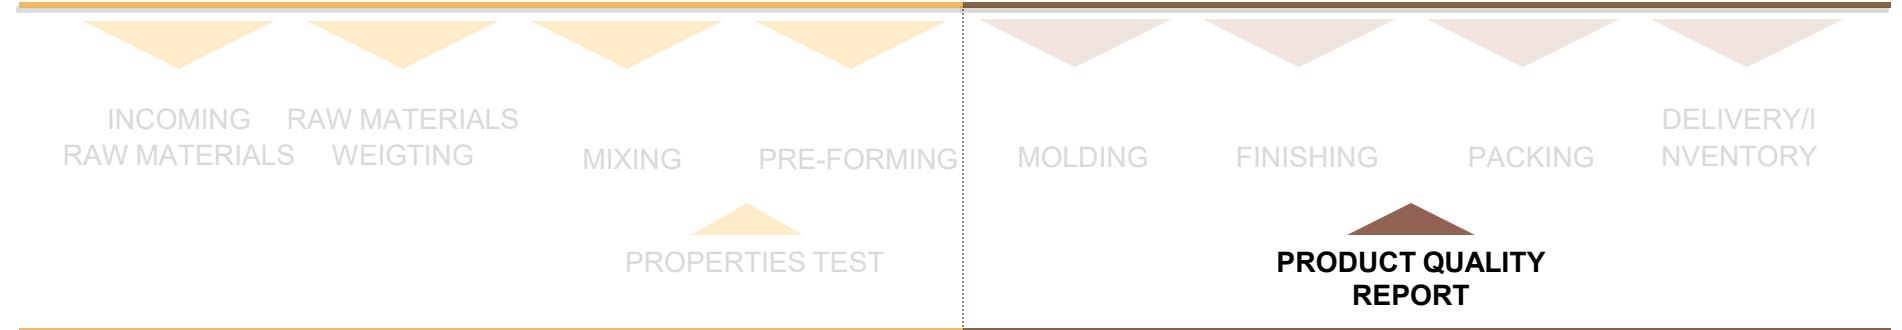 INCOMING
RAW MATERIALS
RAW MATERIALS
WEIGTING
MIXING
PRE-FORMING
MOLDING
FINISHING
PACKING
DELIVERY/I
NVENTORY
PROPERTIES TEST
PRODUCT QUALITY
REPORT